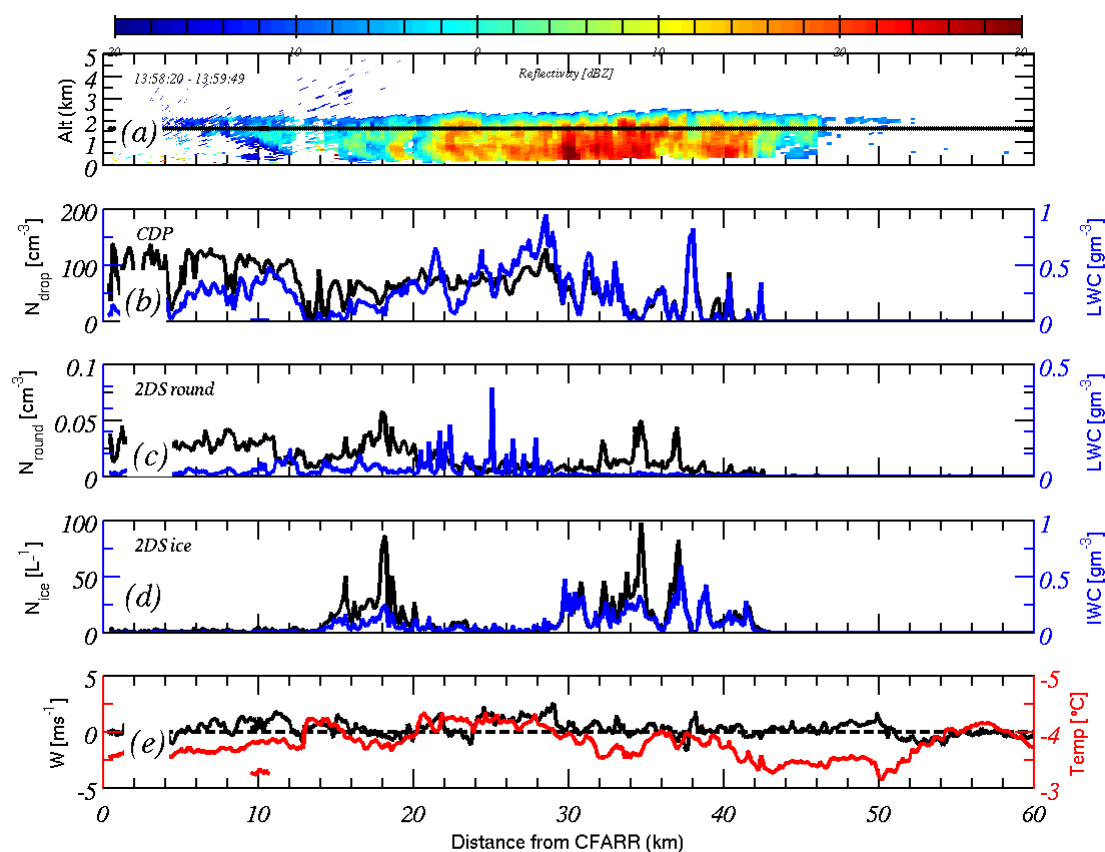 -20 -10 0 10 20 30
13:58:20 - 13:59:49
Reflectivity [dBZ]
Alt (km)
5
4
3
2
1
0
(a)
N_drop [cm^-3]
200
100
0
CDP
(b)
1
0.5
0
LWC [gm^-3]
N_round [cm^-3]
0.1
0.05
0
2DS round
(c)
0.5
0
LWC [gm^-3]
N_ice [L^-1]
100
50
0
2DS ice
(d)
1
0.5
0
IWC [gm^-3]
W [ms^-1]
5
0
-5
(e)
-5
-4
-3
Temp [°C]
0 10 20 30 40 50 60
Distance from CFARR (km)